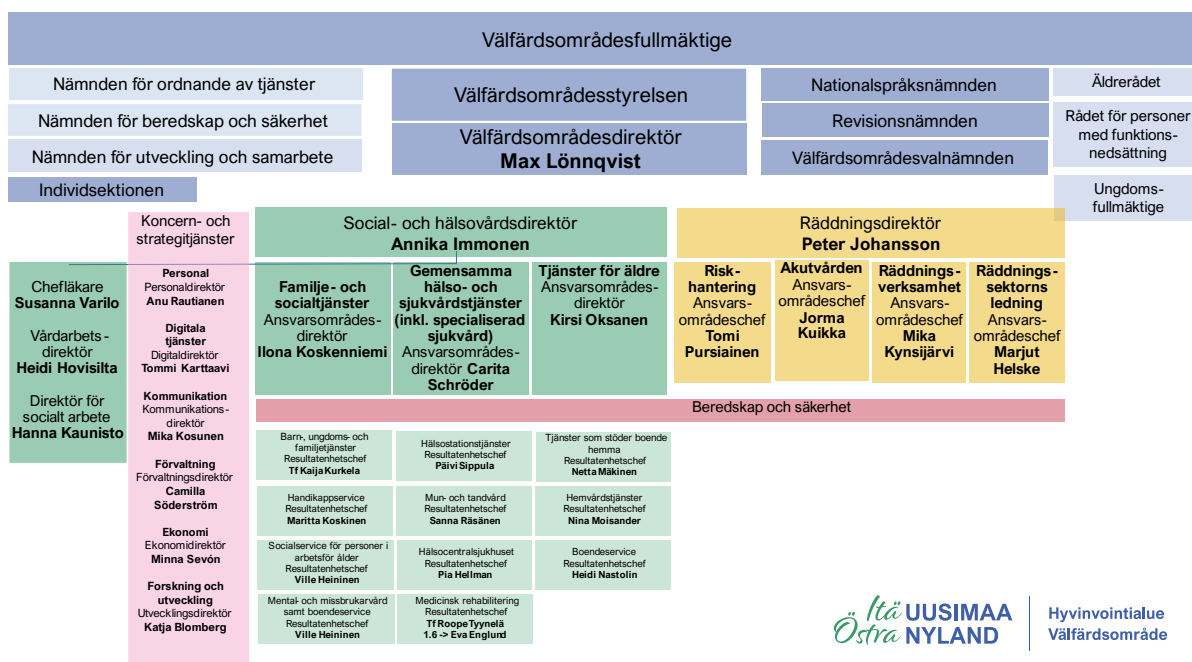 Välfärdsområdesfullmäktige
Nämnden för ordnande av tjänster
Nämnden för beredskap och säkerhet
Nämnden för utveckling och samarbete
Individsektionen
Välfärdsområdesstyrelsen
Välfärdsområdesdirektör
Max Lönnqvist
Nationalspråksnämnden
Revisionsnämnden
Välfärdsområdesvalnämnden
Äldrerådet
Rådet för personer
med funktions-
nedsättning
Ungdoms-
fullmäktige
Koncern- och
strategitjänster
Social- och hälsovårdsdirektör
Annika Immonen
Räddningsdirektör
Peter Johansson
Chefläkare
Susanna Varilo
Vårdarbets-
direktör
Heidi Hovisilta
Direktör för
socialt arbete
Hanna Kaunisto
Personal
Personaldirektör
Anu Rautianen
Digitala
tjänster
Digitaldirektör
Tommi Karttaavi
Kommunikation
Kommunikations-
direktör
Mika Kosunen
Förvaltning
Förvaltningsdirektör
Camilla
Söderström
Ekonomi
Ekonomidirektör
Minna Sevón
Forskning och
utveckling
Utvecklingsdirektör
Katja Blomberg
Familje- och
socialtjänster
Ansvarsområdes-
direktör
Ilona Koskenniemi
Gemensamma
hälso- och
sjukvårdstjänster
(inkl. specialiserad
sjukvård)
Ansvarsområdes-
direktör Carita
Schröder
Tjänster för äldre
Ansvarsområdes-
direktör
Kirsi Oksanen
Risk-
hantering
Ansvars-
områdeschef
Tomi
Pursiainen
Akutvården
Ansvars-
områdeschef
Jorma
Kuikka
Räddnings-
verksamhet
Ansvars-
områdeschef
Mika
Kynsijärvi
Räddnings-
sektorns
ledning
Ansvars-
områdeschef
Marjut
Helske
Beredskap och säkerhet
Barn-, ungdoms- och
familjetjänster
Resultatenhetschef
Tf Kaija Kurkela
Hälsostationstjänster
Resultatenhetschef
Päivi Sippula
Tjänster som stöder boende
hemma
Resultatenhetschef
Netta Mäkinen
Handikappservice
Resultatenhetschef
Maritta Koskinen
Mun- och tandvård
Resultatenhetschef
Sanna Räsänen
Hemvårdtjänster
Resultatenhetschef
Nina Moisander
Socialservice för personer i
arbetsför ålder
Resultatenhetschef
Ville Heininen
Hälsocentralsjukhuset
Resultatenhetschef
Pia Hellman
Boendeservice
Resultatenhetschef
Heidi Nastolin
Mental- och missbrukarvård
samt boendeservice
Resultatenhetschef
Ville Heininen
Medicinsk rehabilitering
Resultatenhetschef
Tf Roope Tyynelä
1.6 -> Eva Englund
Itä UUSIMAA
Östra NYLAND
Hyvinvointialue
Välfärdsområde